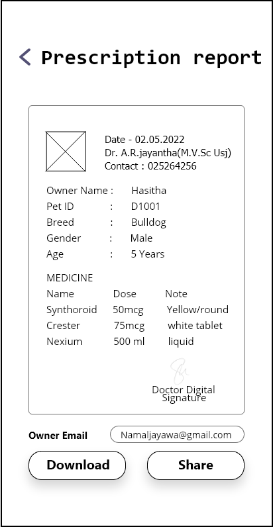 Prescription report
Date - 02.05.2022
Dr. A.R.jayantha(M.V.Sc Usj)
Contact : 025264256
Owner Name : Hasitha
Pet ID : D1001
Breed : Bulldog
Gender : Male
Age : 5 Years
MEDICINE
Name Dose Note
Synthoroid 50mcg Yellow/round
Crester 75mcg white tablet
Nexium 500 ml liquid
Doctor Digital
Signature
Owner Email Namaljayawa@gmail.com
Download Share